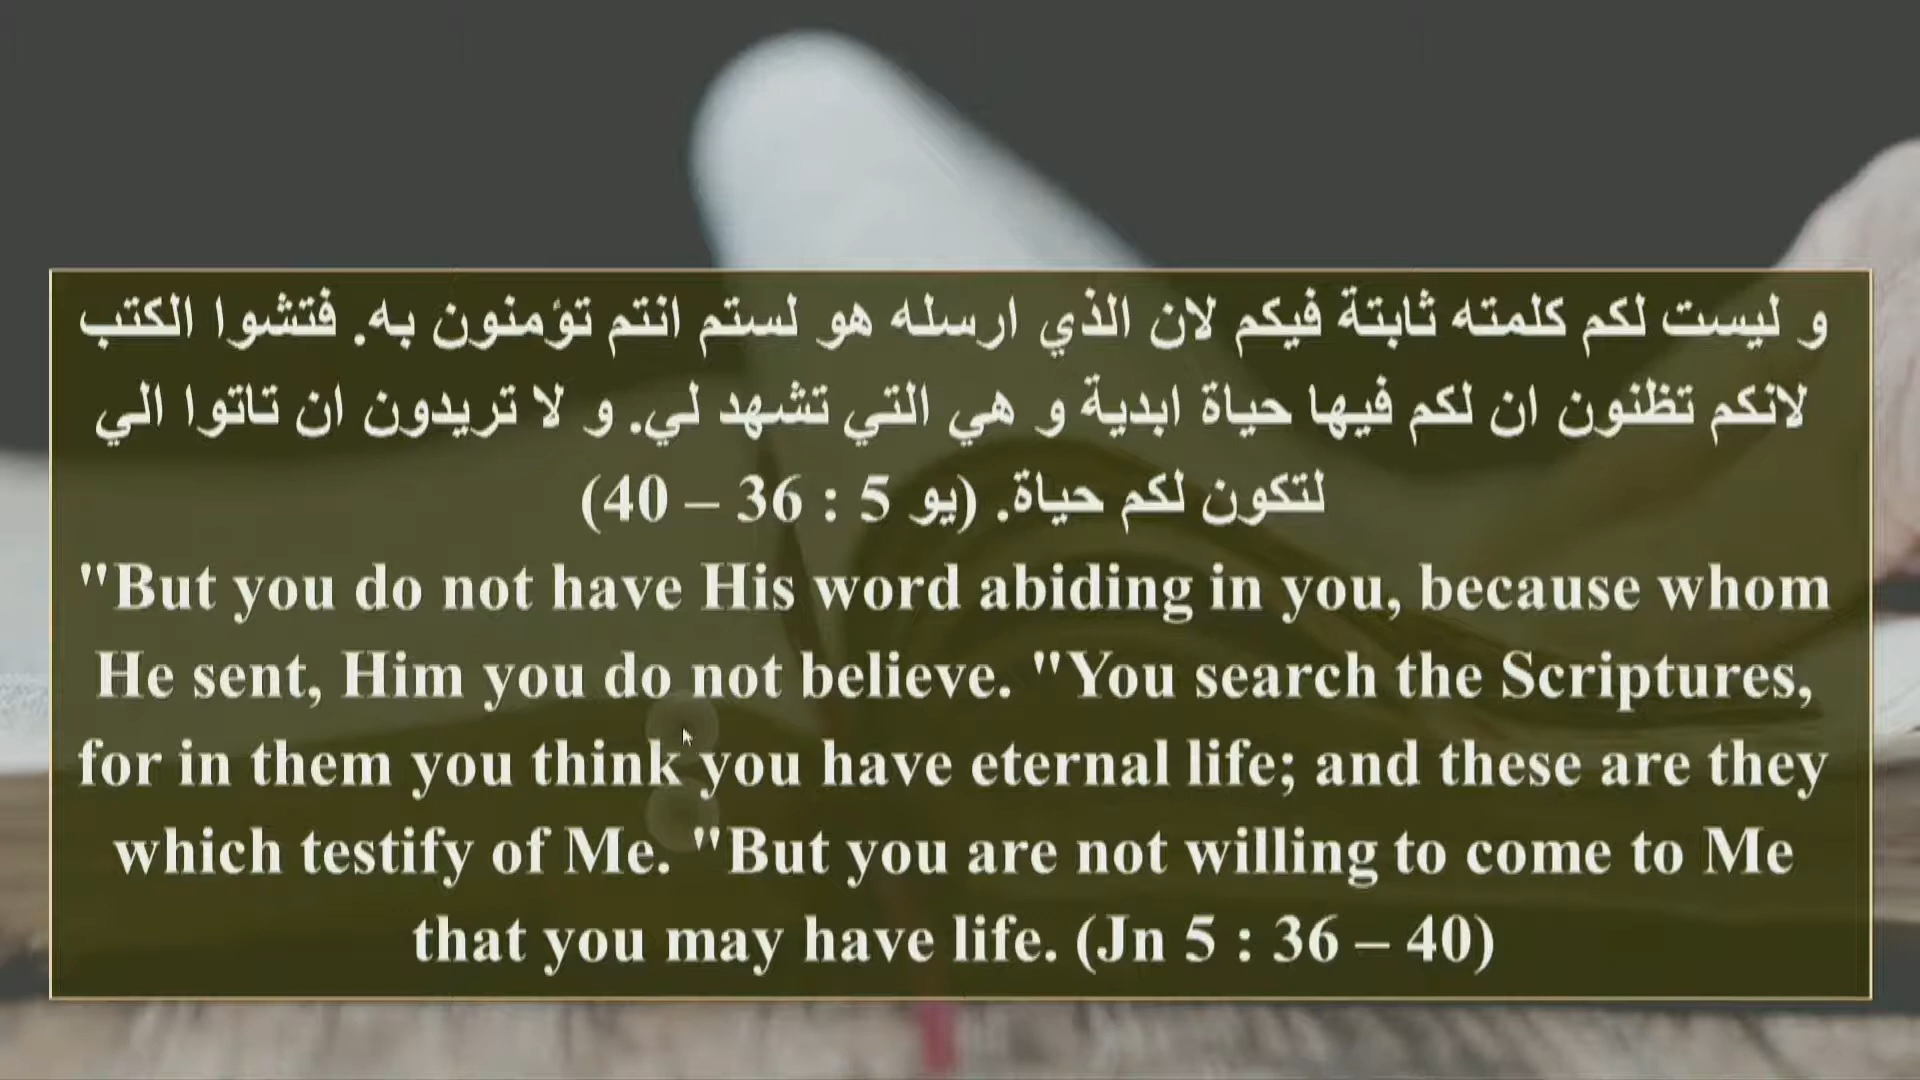 و ليست لكم كلمته ثابتة فيكم لان الذي ارسله هو لستم انتم تؤمنون به. فتشوا الكتب
لانكم تظنون ان لكم فيها حياة ابدية و هي التي تشهد لي. و لا تريدون ان تاتوا الي
لتكون لكم حياة. (يو 5 : 36 – 40)
"But you do not have His word abiding in you, because whom
He sent, Him you do not believe. "You search the Scriptures,
for in them you think you have eternal life; and these are they
which testify of Me. "But you are not willing to come to Me
that you may have life. (Jn 5 : 36 – 40)